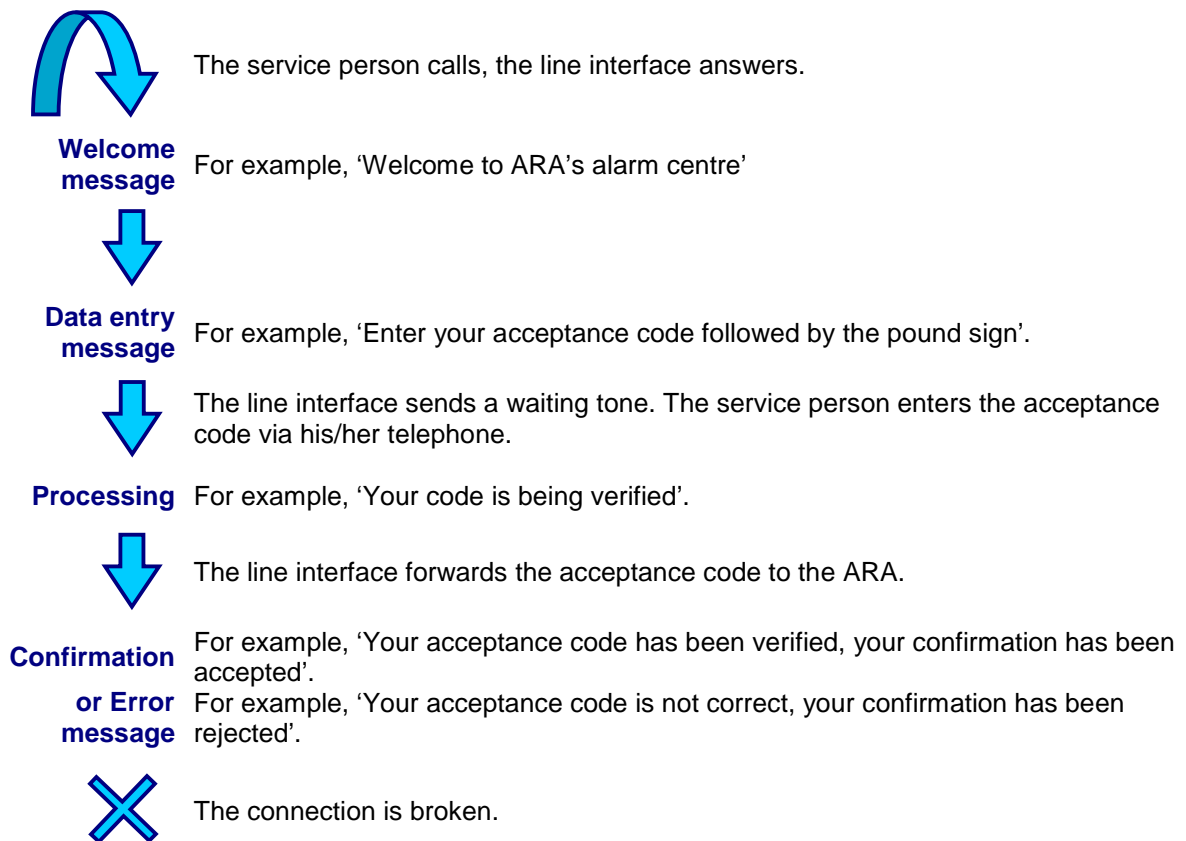 The service person calls, the line interface answers.
Welcome
message
For example, ‘Welcome to ARA’s alarm centre’
Data entry
message
For example, ‘Enter your acceptance code followed by the pound sign’.
The line interface sends a waiting tone. The service person enters the acceptance
code via his/her telephone.
Processing
For example, ‘Your code is being verified’.
The line interface forwards the acceptance code to the ARA.
Confirmation
For example, ‘Your acceptance code has been verified, your confirmation has been
accepted’.
or Error
message
For example, ‘Your acceptance code is not correct, your confirmation has been
rejected’.
The connection is broken.